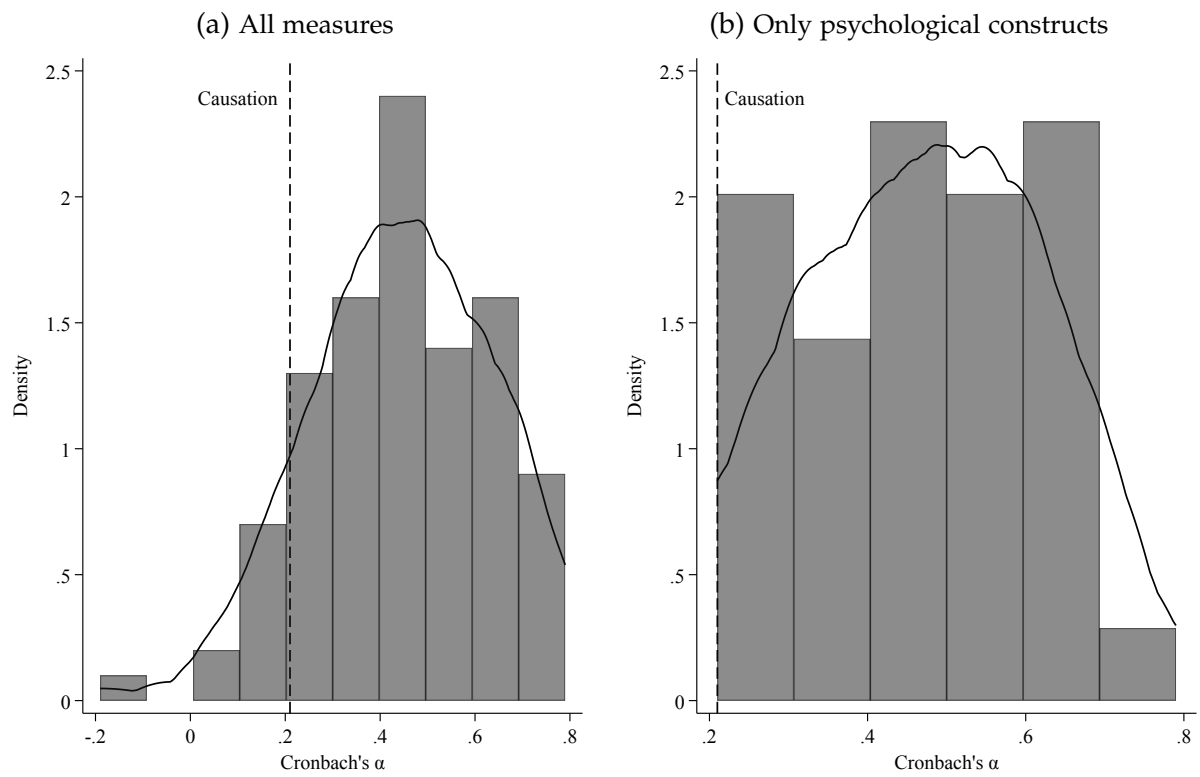 (a) All measures
2.5
Causation
2
1.5
Density
1
.5
0
-.2 0 .2 .4 .6 .8
Cronbach's α
(b) Only psychological constructs
2.5
Causation
2
1.5
Density
1
.5
0
.2 .4 .6 .8
Cronbach's α